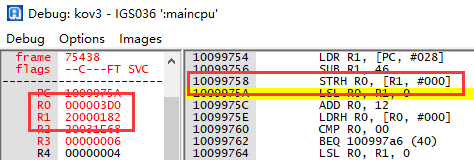 Debug: kov3 - IGS036 ':maincpu'
Debug Options Images
frame 75438
flags --C---FT SVC
PC 1009975A
R0 000003D0
R1 20000182
R2 20031E68
R3 00000006
R4 00000004
10099754 LDR R1, [PC, #028]
10099756 SUB R1, 46
10099758 STRH R0, [R1, #000]
1009975A LSL R0, R1, 0
1009975C ADD R0, 12
1009975E LDRH R0, [R0, #000]
10099760 CMP R0, 00
10099762 BEQ 100997a6 (40)
10099764 LSL R0, R1, 0